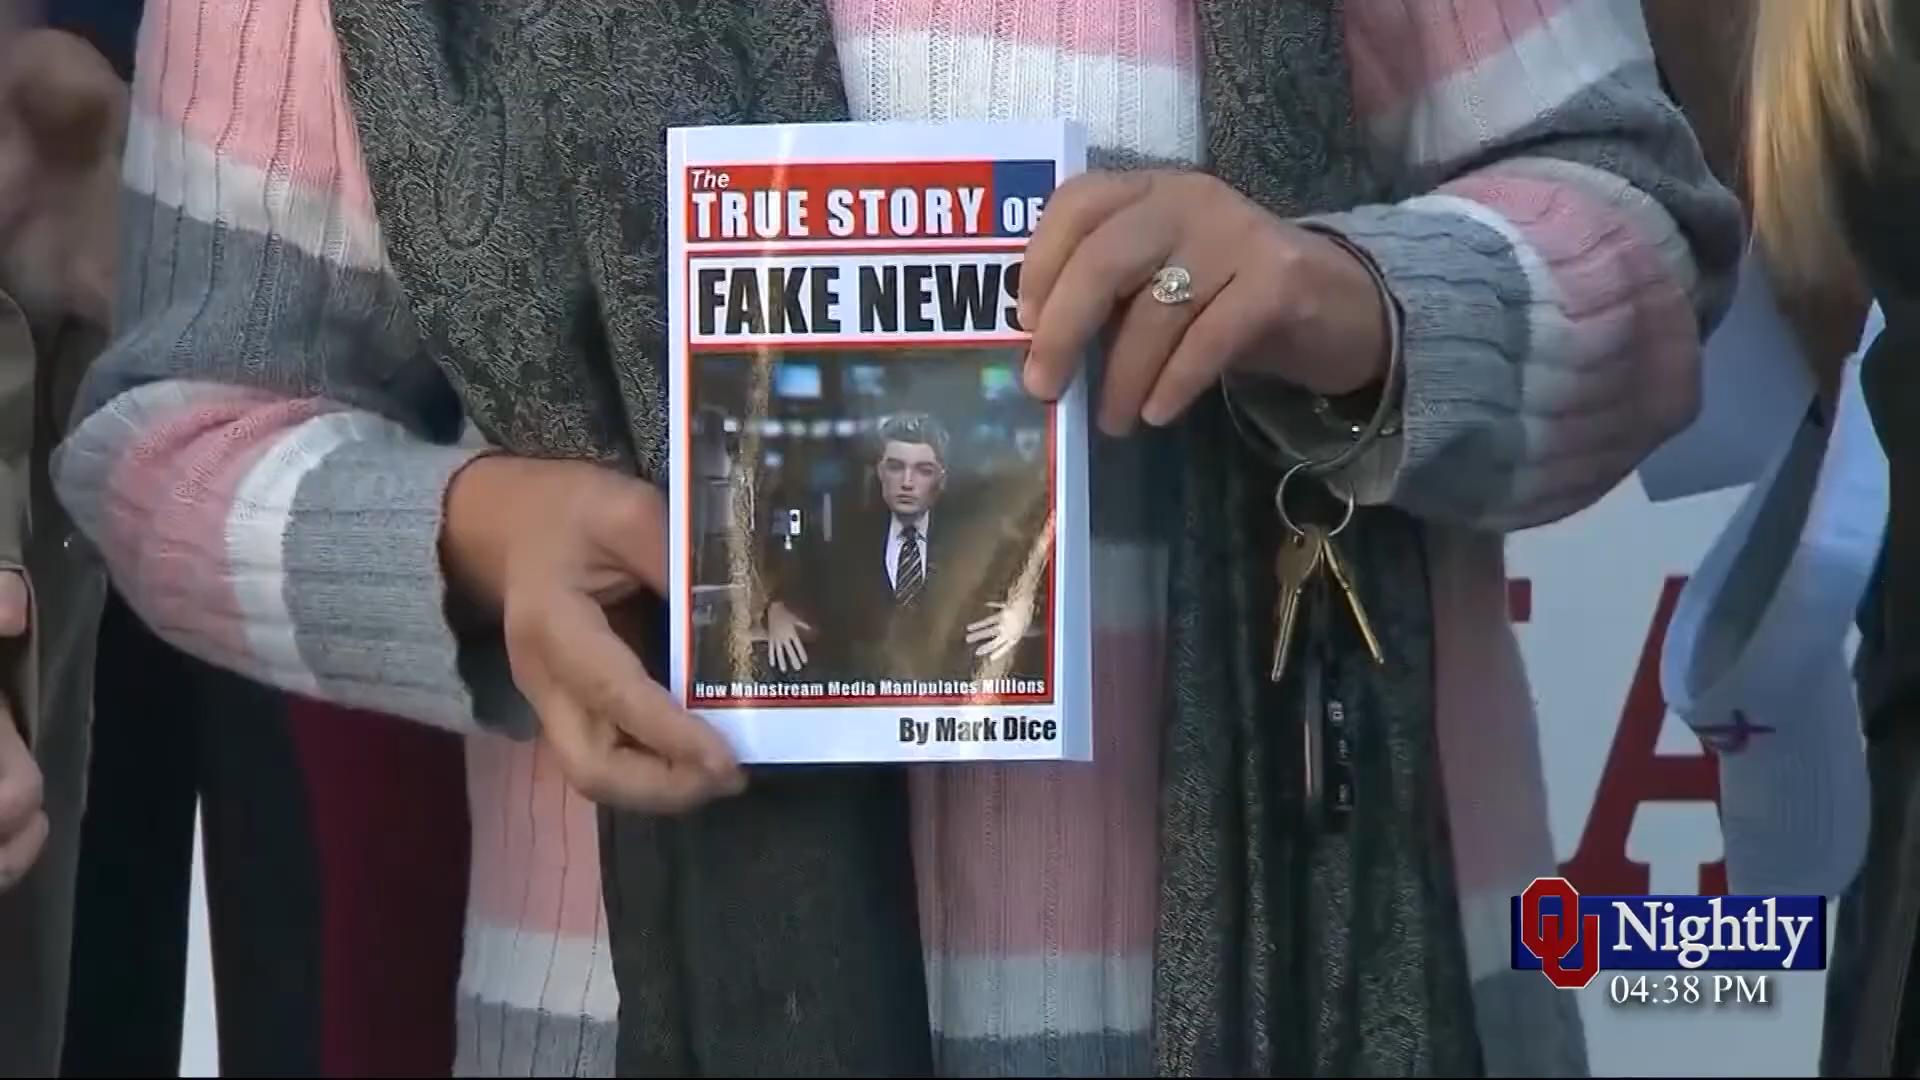 The
TRUE STORY OF
FAKE NEWS
How Mainstream Media Manipulates Millions
By Mark Dice
A
OU Nightly
04:38 PM